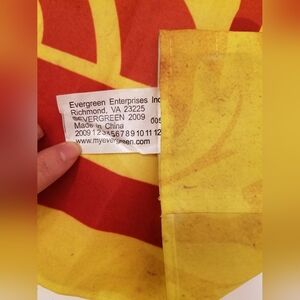 Evergreen Enterprises Inc
Richmond, VA 23225
EVERGREEN 2009 005
Made in China
2009 1 2 3 4 5 6 7 8 9 10 11 12
www.myevergreen.com